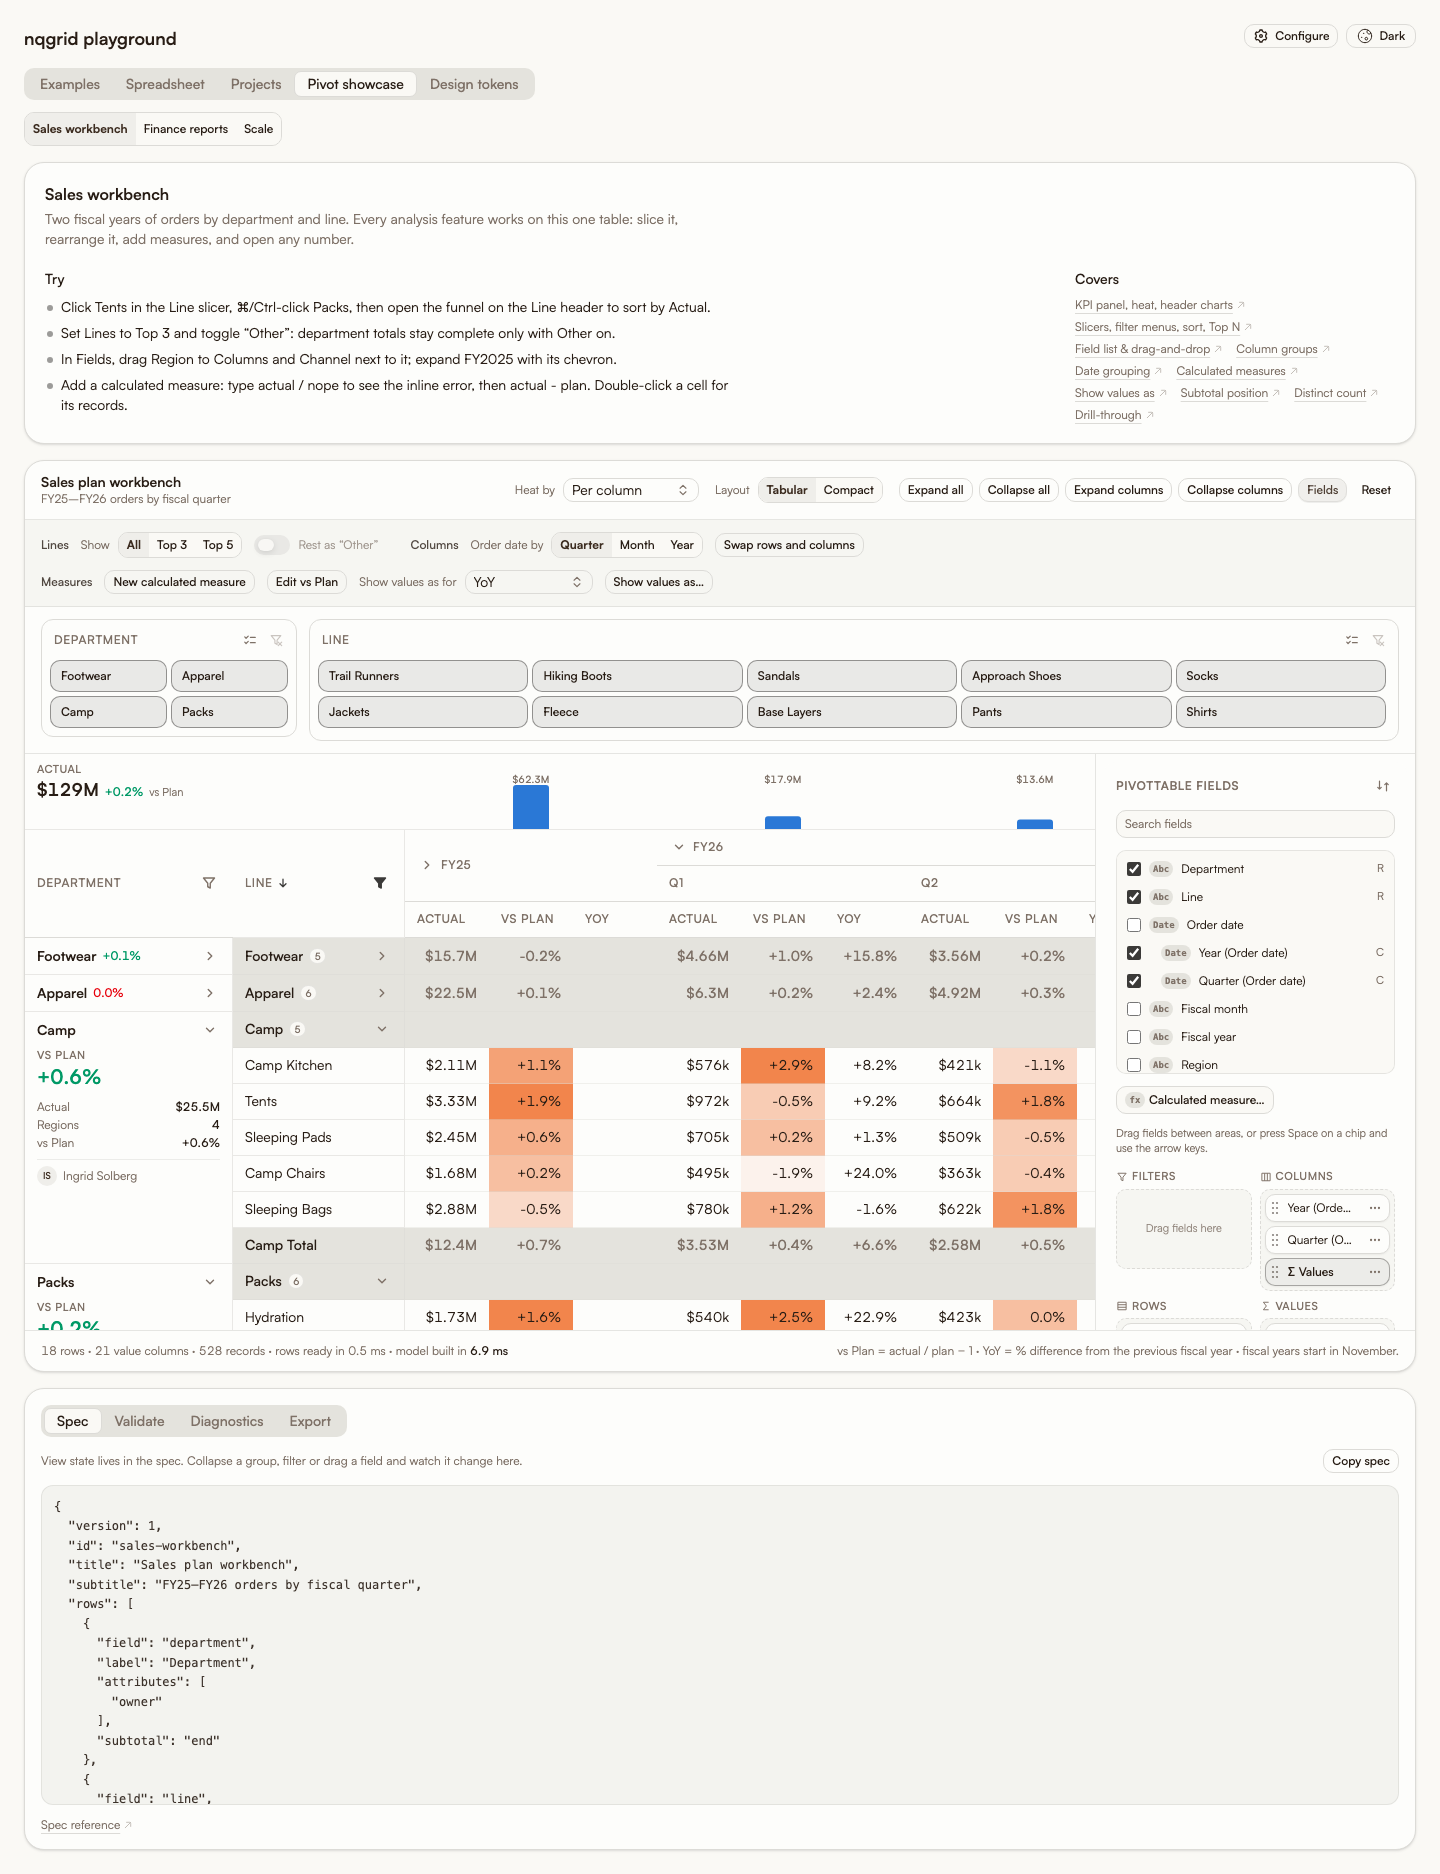 nqgrid playground
Configure
Dark
Examples Spreadsheet Projects Pivot showcase Design tokens
Sales workbench Finance reports Scale
Sales workbench
Two fiscal years of orders by department and line. Every analysis feature works on this one table: slice it,
rearrange it, add measures, and open any number.
Try
Click Tents in the Line slicer, ⌘/Ctrl-click Packs, then open the funnel on the Line header to sort by Actual.
Set Lines to Top 3 and toggle “Other”: department totals stay complete only with Other on.
In Fields, drag Region to Columns and Channel next to it; expand FY2025 with its chevron.
Add a calculated measure: type actual / nope to see the inline error, then actual - plan. Double-click a cell for
its records.
Covers
KPI panel, heat, header charts ↗
Slicers, filter menus, sort, Top N ↗
Field list & drag-and-drop ↗ Column groups ↗
Date grouping ↗ Calculated measures ↗
Show values as ↗ Subtotal position ↗ Distinct count ↗
Drill-through ↗
Sales plan workbench
FY25–FY26 orders by fiscal quarter
Heat by Per column Layout Tabular Compact Expand all Collapse all Expand columns Collapse columns Fields Reset
Lines Show All Top 3 Top 5 Rest as “Other” Columns Order date by Quarter Month Year Swap rows and columns
Measures New calculated measure Edit vs Plan Show values as for YoY Show values as…
DEPARTMENT
Footwear Apparel
Camp Packs
LINE
Trail Runners Hiking Boots Sandals Approach Shoes Socks
Jackets Fleece Base Layers Pants Shirts
ACTUAL
$129M +0.2% vs Plan
$62.3M $17.9M $13.6M
DEPARTMENT LINE ↓
FY25 FY26
Q1 Q2
ACTUAL VS PLAN YOY ACTUAL VS PLAN YOY ACTUAL VS PLAN
Footwear +0.1% Footwear 5 $15.7M -0.2% $4.66M +1.0% +15.8% $3.56M +0.2%
Apparel 0.0% Apparel 6 $22.5M +0.1% $6.3M +0.2% +2.4% $4.92M +0.3%
Camp Camp 5
VS PLAN
+0.6%
Actual $25.5M
Regions 4
vs Plan +0.6%
IS Ingrid Solberg
Camp Kitchen $2.11M +1.1% $576k +2.9% +8.2% $421k -1.1%
Tents $3.33M +1.9% $972k -0.5% +9.2% $664k +1.8%
Sleeping Pads $2.45M +0.6% $705k +0.2% +1.3% $509k -0.5%
Camp Chairs $1.68M +0.2% $495k -1.9% +24.0% $363k -0.4%
Sleeping Bags $2.88M -0.5% $780k +1.2% -1.6% $622k +1.8%
Camp Total $12.4M +0.7% $3.53M +0.4% +6.6% $2.58M +0.5%
Packs Packs 6
VS PLAN
+0.2%
Hydration $1.73M +1.6% $540k +2.5% +22.9% $423k 0.0%
PIVOTTABLE FIELDS
Search fields
Abc Department R
Abc Line R
Date Order date
Date Year (Order date) C
Date Quarter (Order date) C
Abc Fiscal month
Abc Fiscal year
Abc Region
fx Calculated measure…
Drag fields between areas, or press Space on a chip and
use the arrow keys.
FILTERS
Drag fields here
COLUMNS
Year (Orde…
Quarter (O…
Σ Values
ROWS
Σ VALUES
18 rows · 21 value columns · 528 records · rows ready in 0.5 ms · model built in 6.9 ms
vs Plan = actual / plan − 1 · YoY = % difference from the previous fiscal year · fiscal years start in November.
Spec Validate Diagnostics Export
View state lives in the spec. Collapse a group, filter or drag a field and watch it change here.
Copy spec
{
"version": 1,
"id": "sales-workbench",
"title": "Sales plan workbench",
"subtitle": "FY25–FY26 orders by fiscal quarter",
"rows": [
{
"field": "department",
"label": "Department",
"attributes": [
"owner"
],
"subtotal": "end"
},
{
"field": "line",
Spec reference ↗